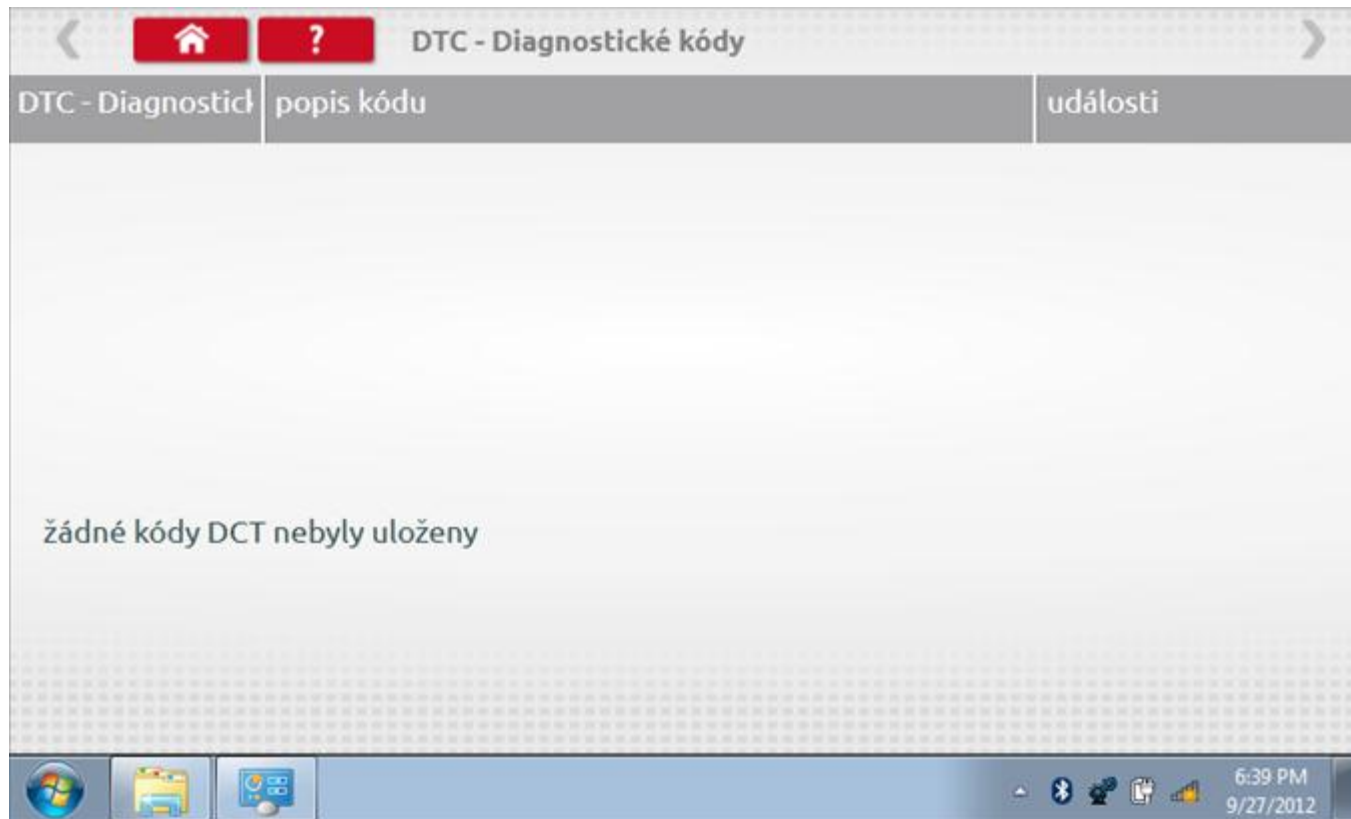 ? DTC - Diagnostické kódy
DTC - Diagnostick popis kódu události
žádné kódy DCT nebyly uloženy
6:39 PM
9/27/2012